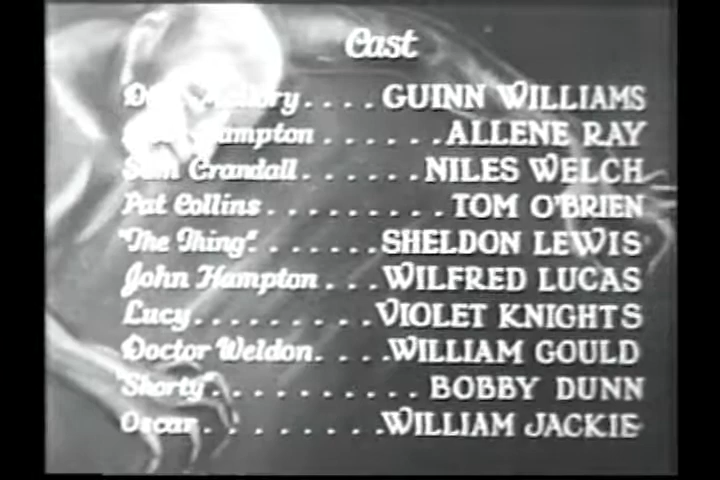 Cast
....GUINN WILLIAMS
Hampton......ALLENE RAY
Sam Crandall......NILES WELCH
Pat Collins.........TOM O'BRIEN
"The Thing".......SHELDON LEWIS
John Hampton...WILFRED LUCAS
Lucy.........VIOLET KNIGHTS
Doctor Weldon....WILLIAM GOULD
"Shorty"..........BOBBY DUNN
Oscar.........WILLIAM JACKIE